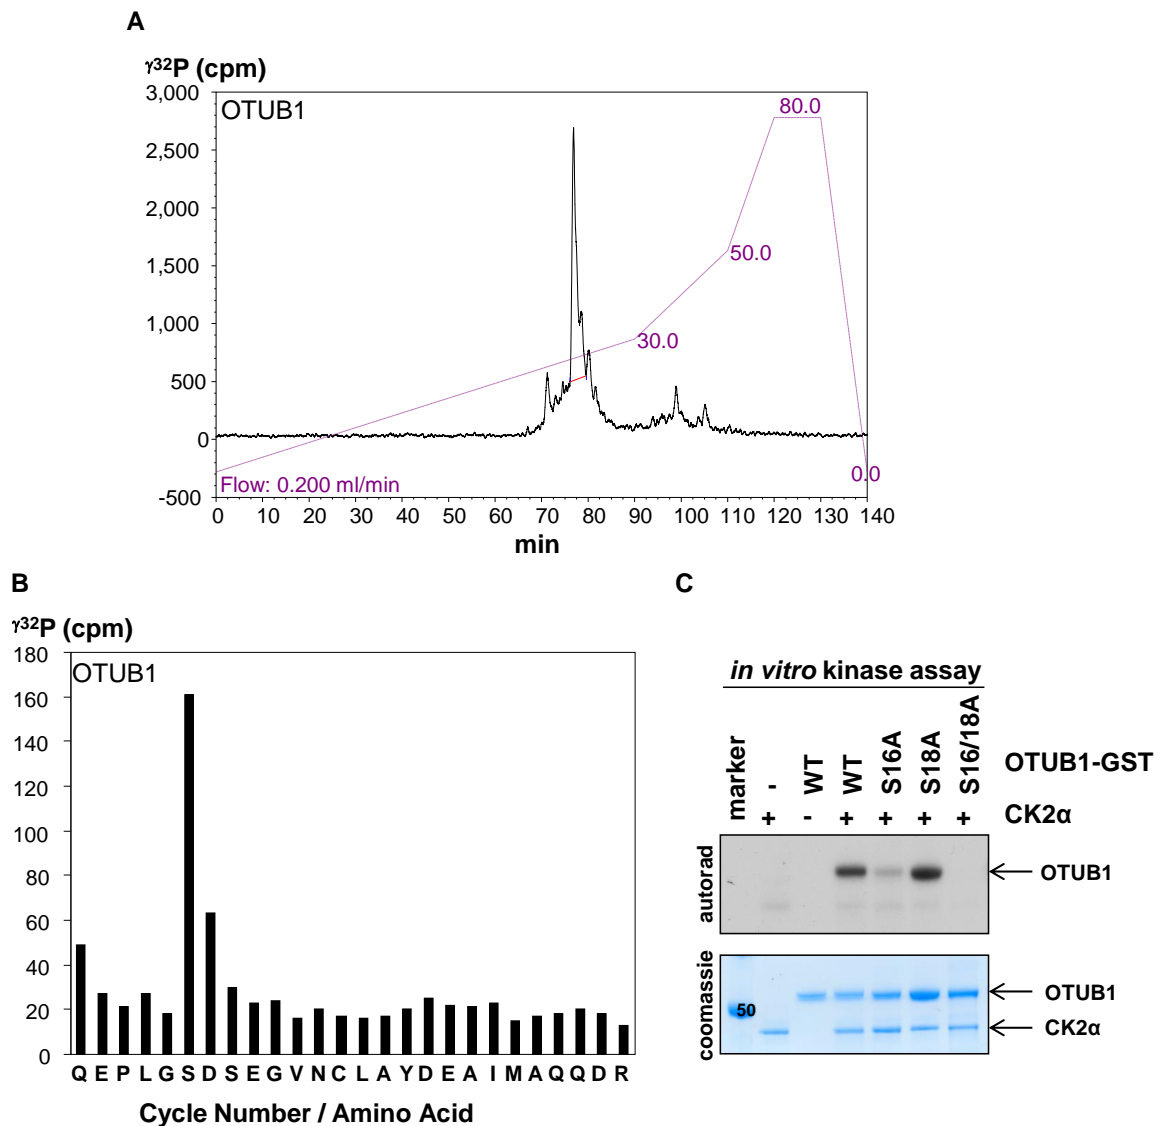 A
γ32P (cpm)
3,000
2,500
2,000
1,500
1,000
500
0
-500
OTUB1
80.0
50.0
30.0
0.0
Flow: 0.200 ml/min
0 10 20 30 40 50 60 70 80 90 100 110 120 130 140
min
B
γ32P (cpm)
180
160
140
120
100
80
60
40
20
0
OTUB1
Q E P L G S D S E G V N C L A Y D E A I M A Q Q D R
Cycle Number / Amino Acid
C
in vitro kinase assay
marker - WT WT S16A S18A S16/18A OTUB1-GST
+ - + + + + CK2α
autorad
OTUB1
coomassie
50
OTUB1
CK2α